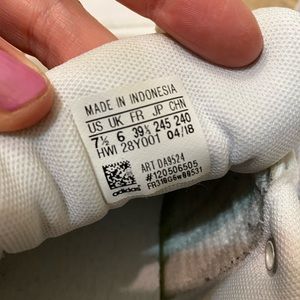 MADE IN INDONESIA
US UK FR JP CHN
7½ 6 39⅓ 245 240
HWI 28Y001 04/18
ART DA9524
#120506505
FR310G6W00531
adidas